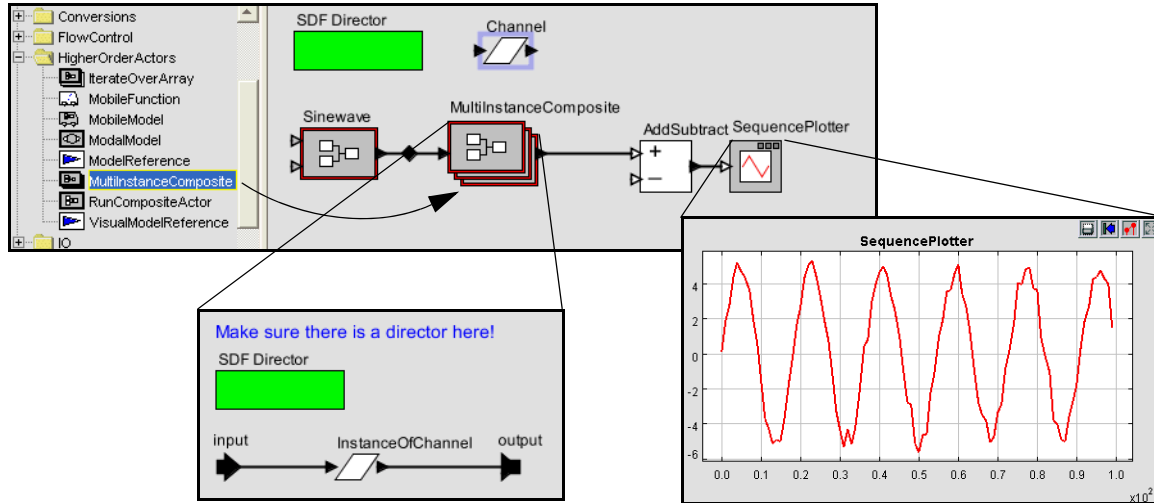 Conversions
FlowControl
HigherOrderActors
IterateOverArray
MobileFunction
MobileModel
ModalModel
ModelReference
MultiInstanceComposite
RunCompositeActor
VisualModelReference
IO
SDF Director
Channel
Sinewave
MultiInstanceComposite
AddSubtract
SequencePlotter
+
−
Make sure there is a director here!
SDF Director
input
InstanceOfChannel
output
SequencePlotter
4
2
0
-2
-4
-6
0.0 0.1 0.2 0.3 0.4 0.5 0.6 0.7 0.8 0.9 1.0